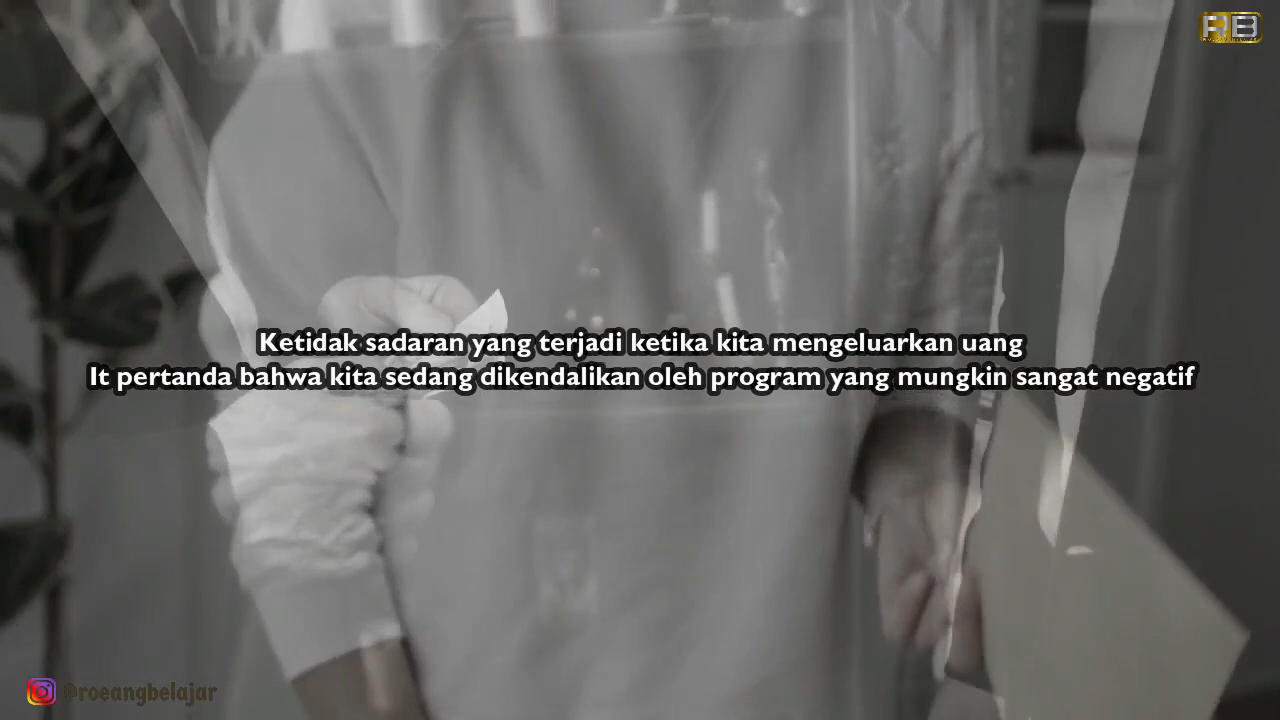 RB
Ketidak sadaran yang terjadi ketika kita mengeluarkan uang
It pertanda bahwa kita sedang dikendalikan oleh program yang mungkin sangat negatif
@roeangbelajar